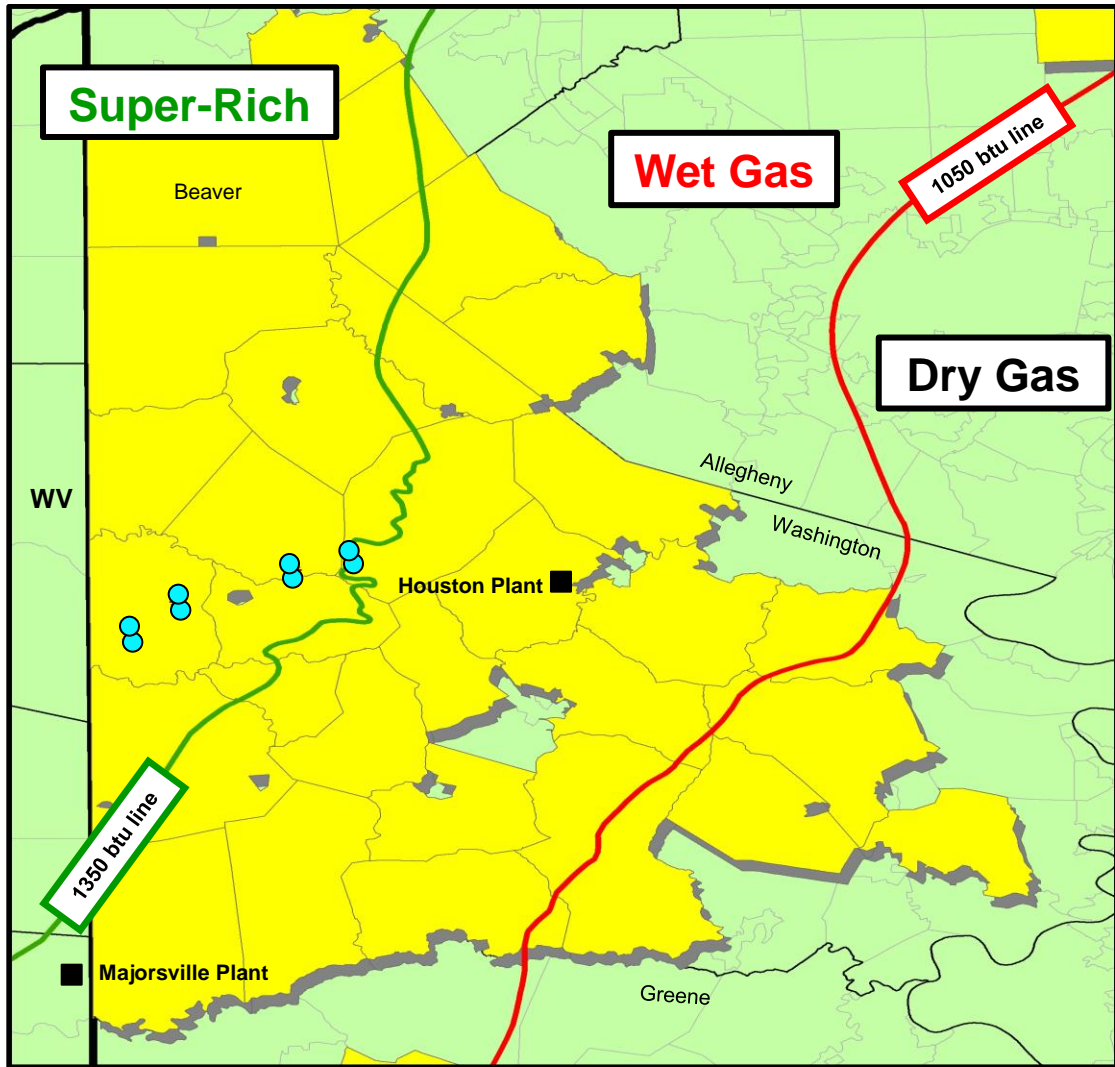 Super-Rich
1050 btu line
Wet Gas
Beaver
Dry Gas
Allegheny
WV
Washington
Houston Plant
1350 btu line
Majorsville Plant
Greene